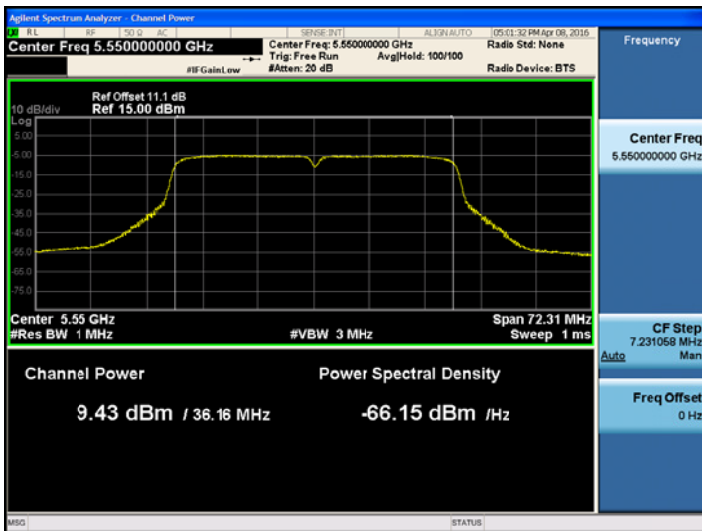 Agilent Spectrum Analyzer - Channel Power
RL RF 50 Ω AC SENSE:INT ALIGN AUTO 05:01:32 PM Apr 08, 2016
Center Freq 5.550000000 GHz
Center Freq: 5.550000000 GHz
Radio Std: None
Trig: Free Run Avg|Hold: 100/100
#IFGain:Low
#Atten: 20 dB
Radio Device: BTS
Frequency
Ref Offset 11.1 dB
10 dB/div Ref 15.00 dBm
Log
5.00
-5.00
-15.0
-25.0
-35.0
-45.0
-55.0
-65.0
-75.0
Center Freq
5.550000000 GHz
Center 5.55 GHz Span 72.31 MHz
#Res BW 1 MHz #VBW 3 MHz Sweep 1 ms
CF Step
7.231058 MHz
Auto Man
Channel Power Power Spectral Density
9.43 dBm / 36.16 MHz -66.15 dBm /Hz
Freq Offset
0 Hz
MSG STATUS